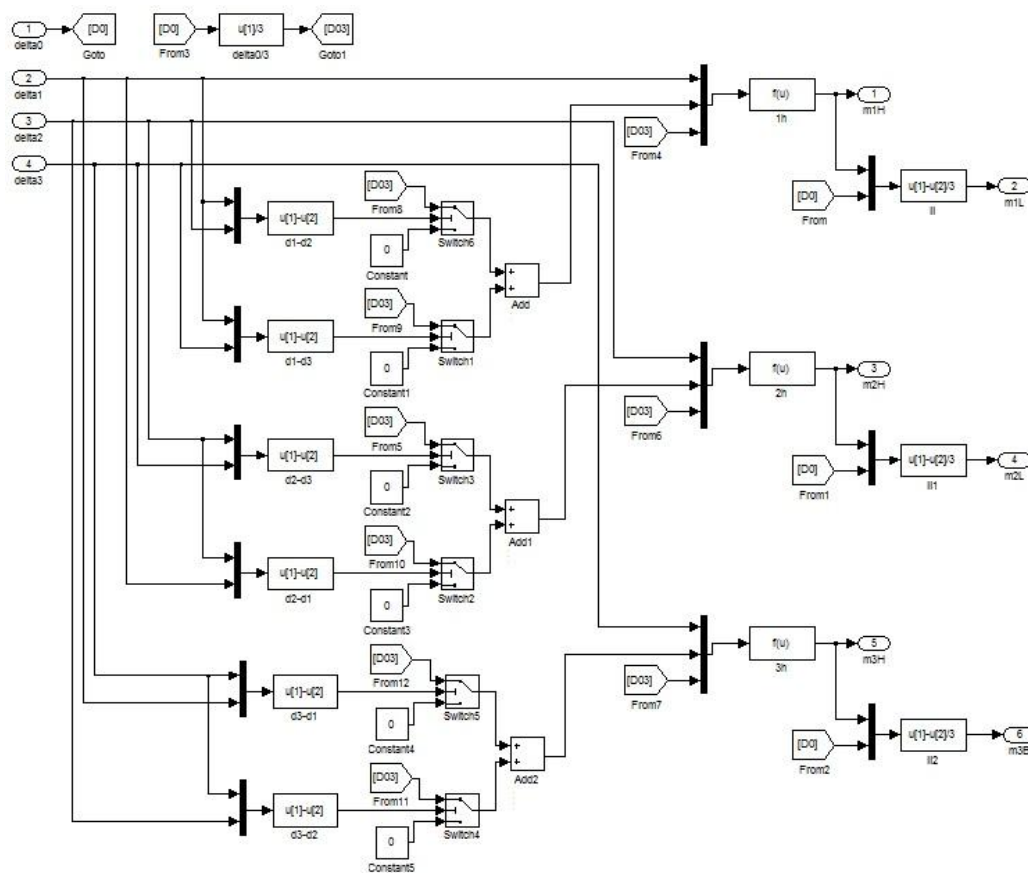 1
delta0
[D0]
Goto
[D0]
From3
u[1]/3
delta0/3
[D03]
Goto1
2
delta1
3
delta2
4
delta3
[D03]
From4
f(u)
1h
1
m1H
[D0]
From
u[1]-u[2]/3
ll
2
m1L
[D03]
From8
u[1]-u[2]
d1-d2
0
Constant
Switch6
Add
[D03]
From9
u[1]-u[2]
d1-d3
0
Constant1
Switch1
[D03]
From6
f(u)
2h
3
m2H
[D0]
From1
u[1]-u[2]/3
ll1
4
m2L
[D03]
From5
u[1]-u[2]
d2-d3
0
Constant2
Switch3
Add1
[D03]
From10
u[1]-u[2]
d2-d1
0
Constant3
Switch2
[D03]
From7
f(u)
3h
5
m3H
[D0]
From2
u[1]-u[2]/3
ll2
6
m3B
[D03]
From12
u[1]-u[2]
d3-d1
0
Constant4
Switch5
Add2
[D03]
From11
u[1]-u[2]
d3-d2
0
Constant5
Switch4